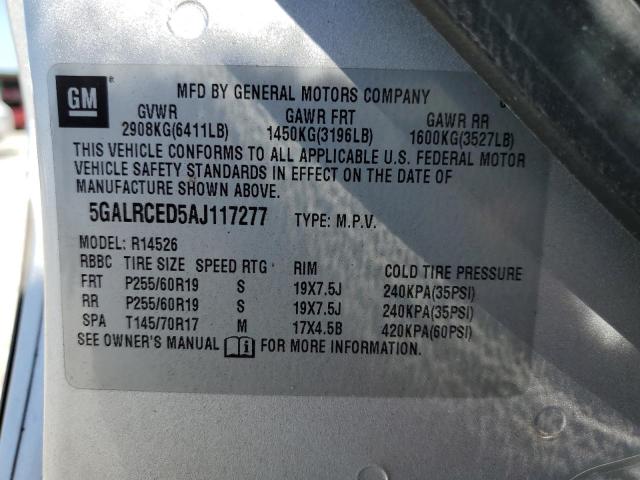 GM
MFD BY GENERAL MOTORS COMPANY
GVWR GAWR FRT GAWR RR
2908KG(6411LB) 1450KG(3196LB) 1600KG(3527LB)
THIS VEHICLE CONFORMS TO ALL APPLICABLE U.S. FEDERAL MOTOR
VEHICLE SAFETY STANDARDS IN EFFECT ON THE DATE OF
MANUFACTURE SHOWN ABOVE.
5GALRCED5AJ117277 TYPE: M.P.V.
MODEL: R14526
RBBC TIRE SIZE SPEED RTG RIM COLD TIRE PRESSURE
FRT P255/60R19 S 19X7.5J 240KPA(35PSI)
RR P255/60R19 S 19X7.5J 240KPA(35PSI)
SPA T145/70R17 M 17X4.5B 420KPA(60PSI)
SEE OWNER'S MANUAL FOR MORE INFORMATION.